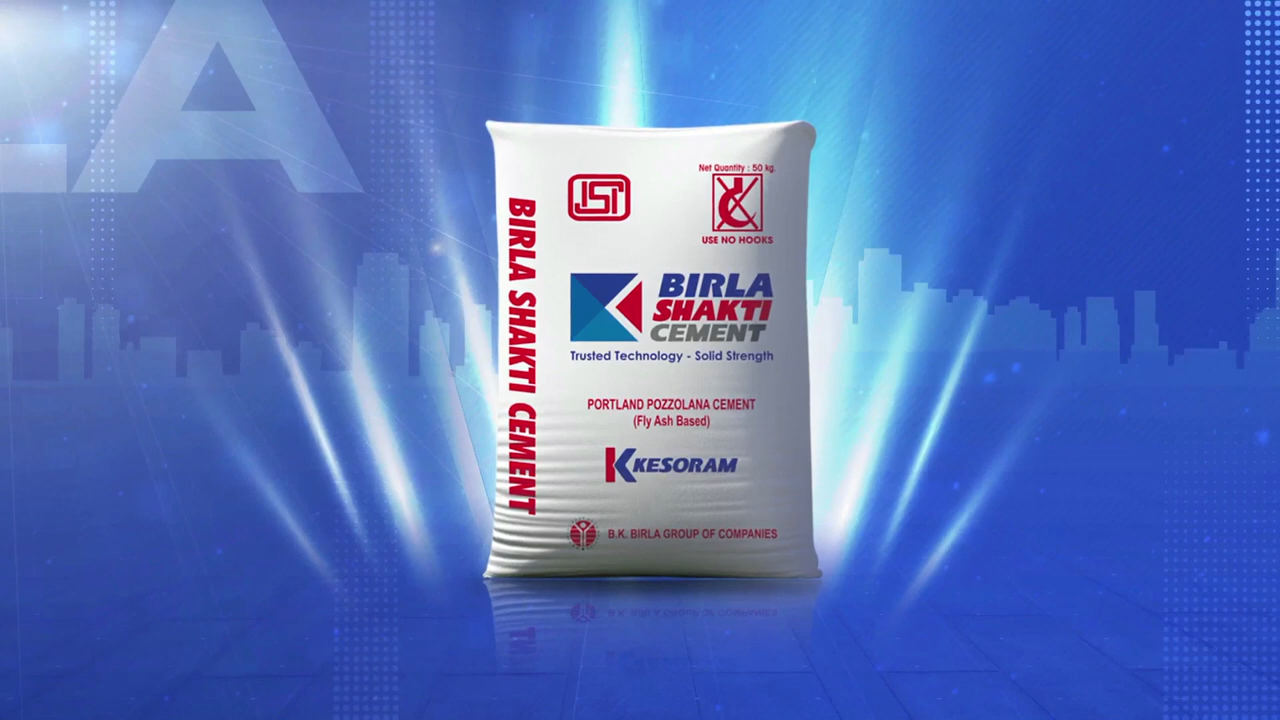 LA
ISI
Net Quantity : 50 kg.
USE NO HOOKS
BIRLA SHAKTI CEMENT
BIRLA
SHAKTI
CEMENT
Trusted Technology - Solid Strength
PORTLAND POZZOLANA CEMENT
(Fly Ash Based)
KESORAM
B.K. BIRLA GROUP OF COMPANIES